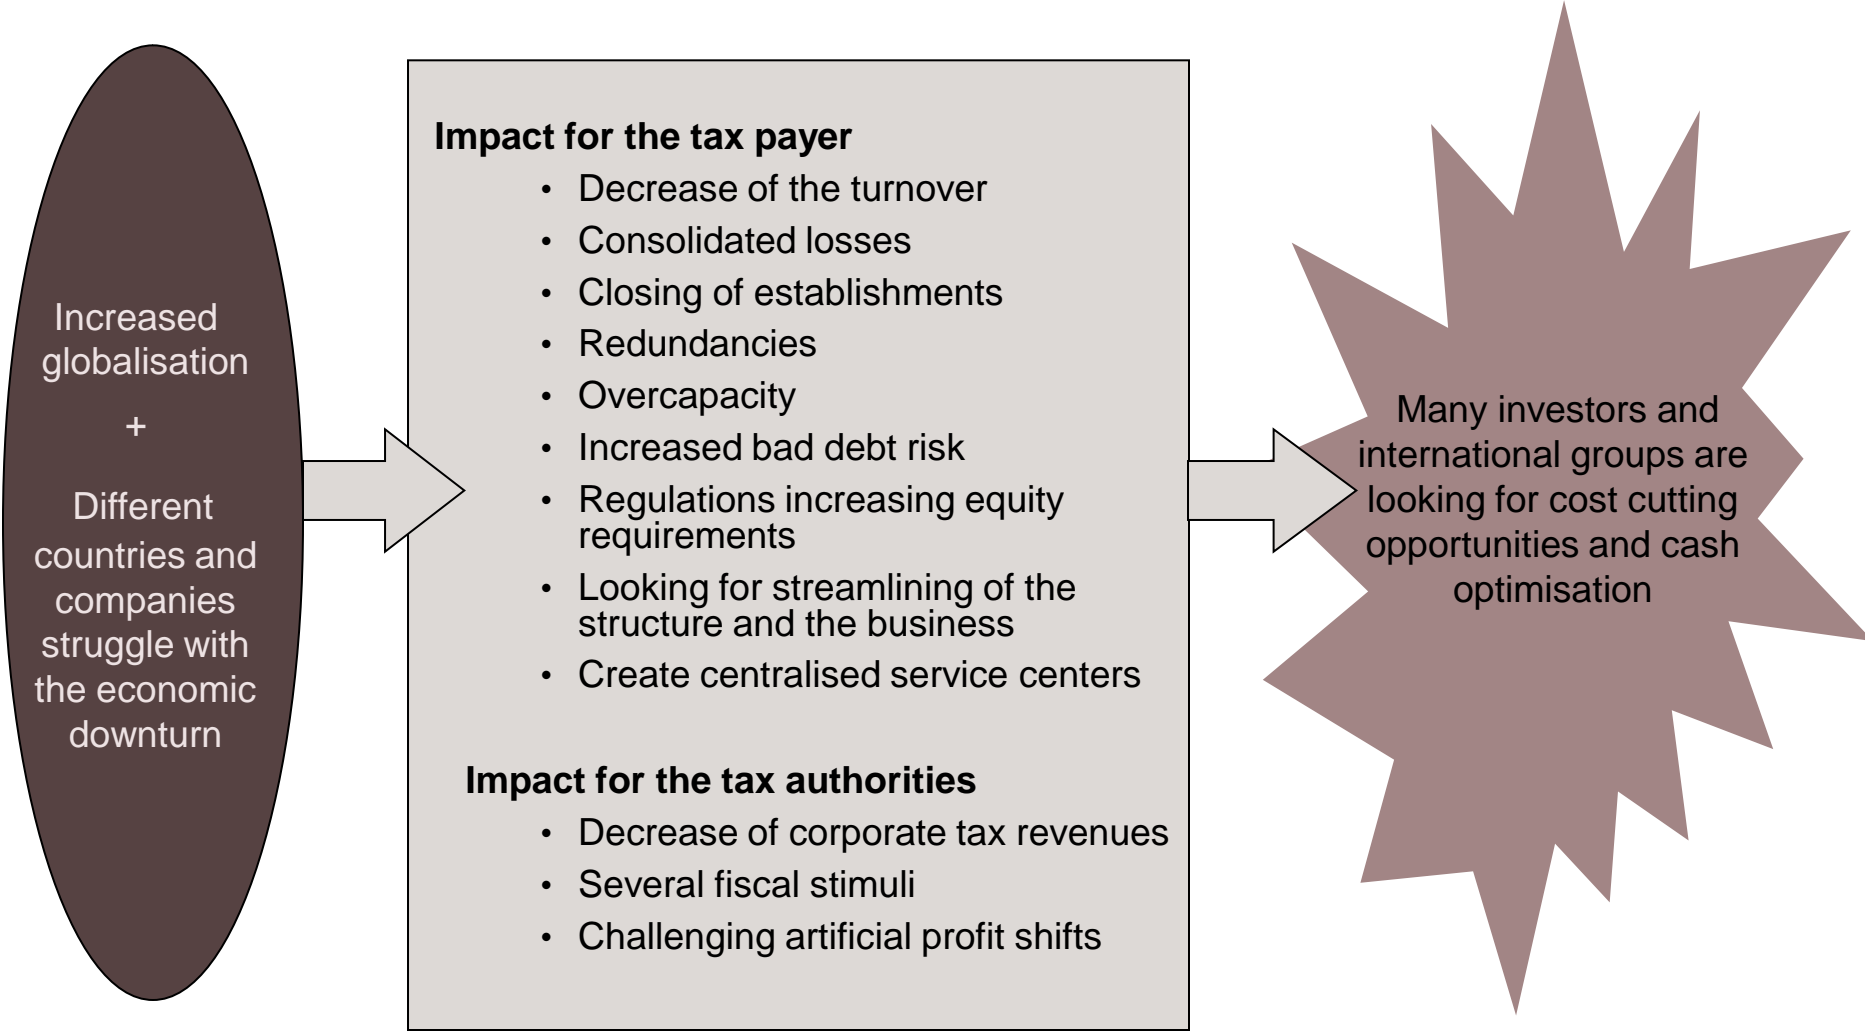 Increased
globalisation
+
Different
countries and
companies
struggle with
the economic
downturn
Impact for the tax payer
• Decrease of the turnover
• Consolidated losses
• Closing of establishments
• Redundancies
• Overcapacity
• Increased bad debt risk
• Regulations increasing equity
requirements
• Looking for streamlining of the
structure and the business
• Create centralised service centers
Impact for the tax authorities
• Decrease of corporate tax revenues
• Several fiscal stimuli
• Challenging artificial profit shifts
Many investors and
international groups are
looking for cost cutting
opportunities and cash
optimisation